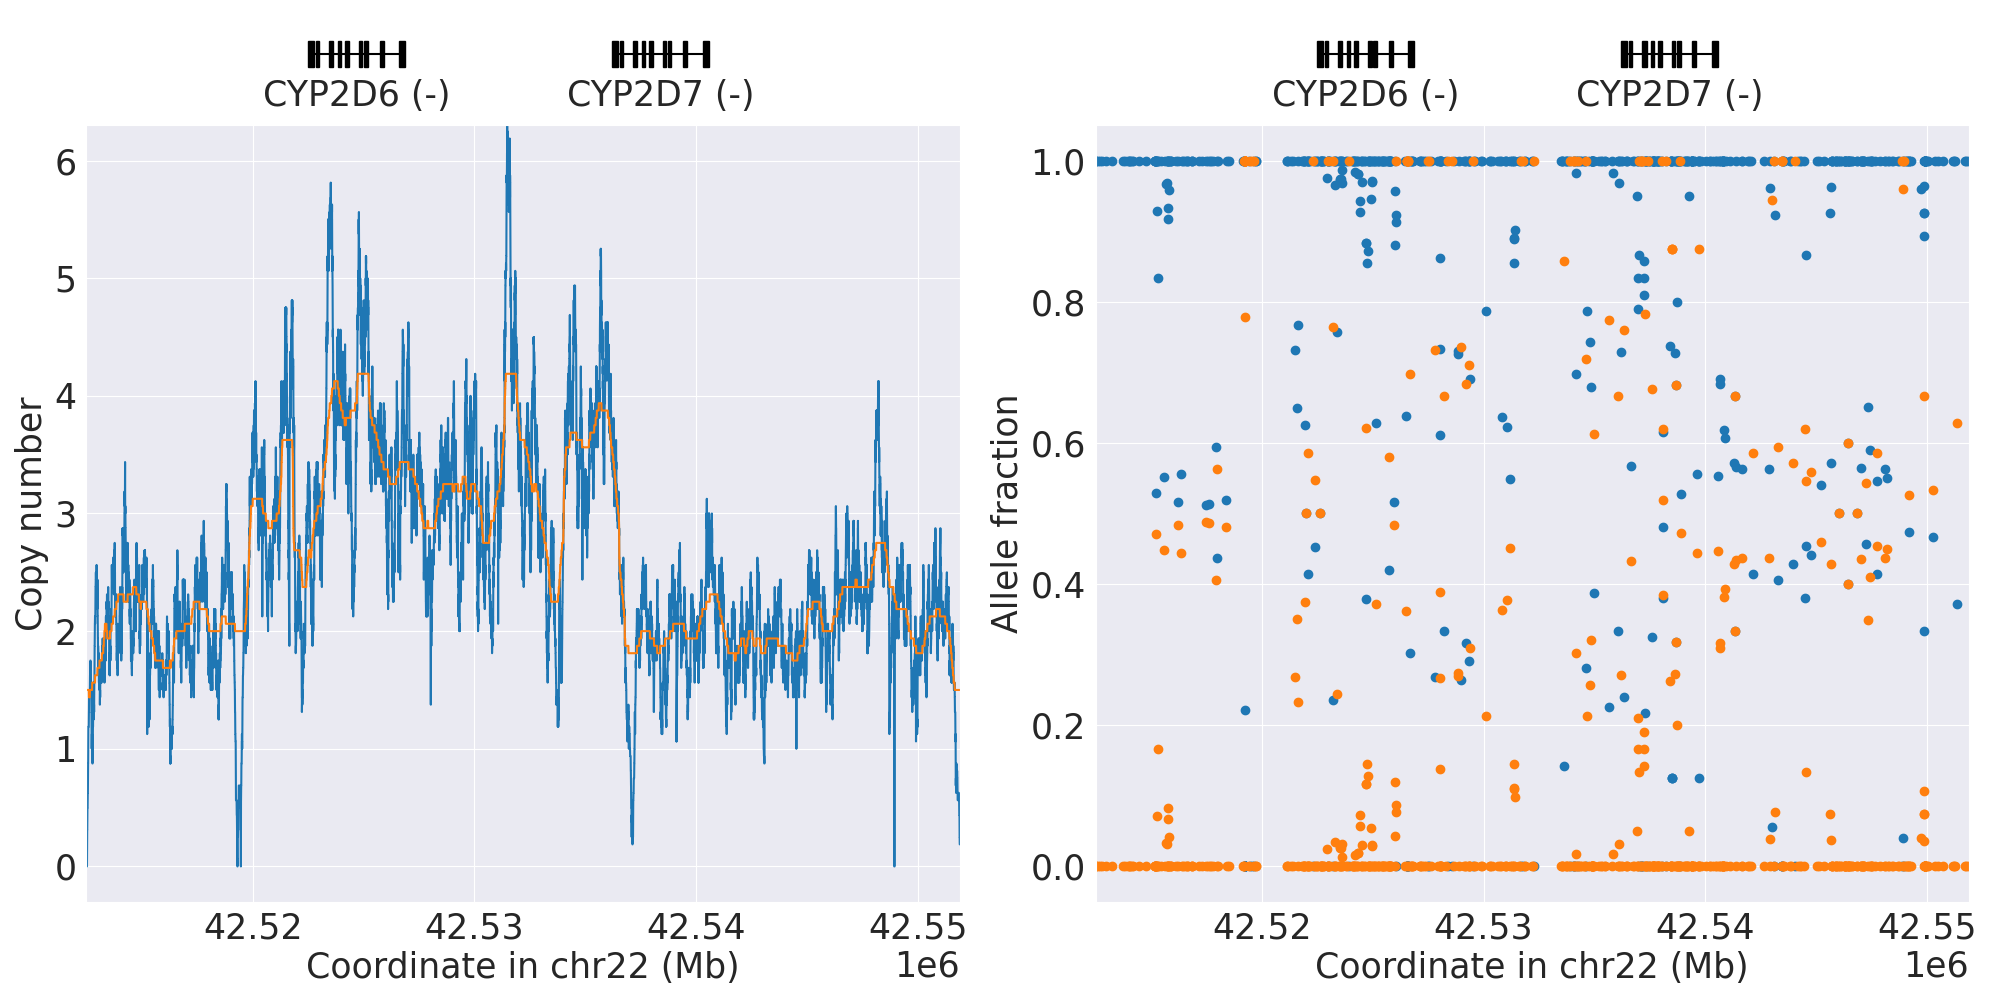 CYP2D6 (-)
CYP2D7 (-)
CYP2D6 (-)
CYP2D7 (-)
6
5
4
3
2
1
0
Copy number
42.52
42.53
42.54
42.55
Coordinate in chr22 (Mb)
1e6
1.0
0.8
0.6
0.4
0.2
0.0
Allele fraction
42.52
42.53
42.54
42.55
Coordinate in chr22 (Mb)
1e6